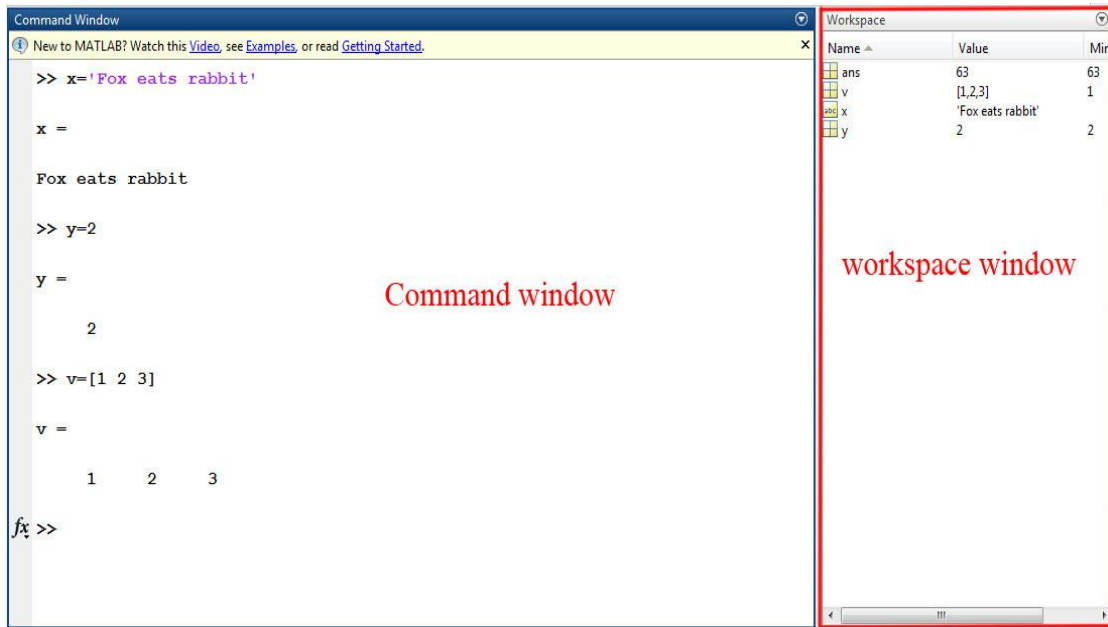 Command Window
New to MATLAB? Watch this Video, see Examples, or read Getting Started.
>> x='Fox eats rabbit'
x =
Fox eats rabbit
>> y=2
y =
2
>> v=[1 2 3]
v =
1 2 3
fx >>
Command window
Workspace
Name Value Min
ans 63 63
v [1,2,3] 1
abc x 'Fox eats rabbit'
y 2 2
workspace window